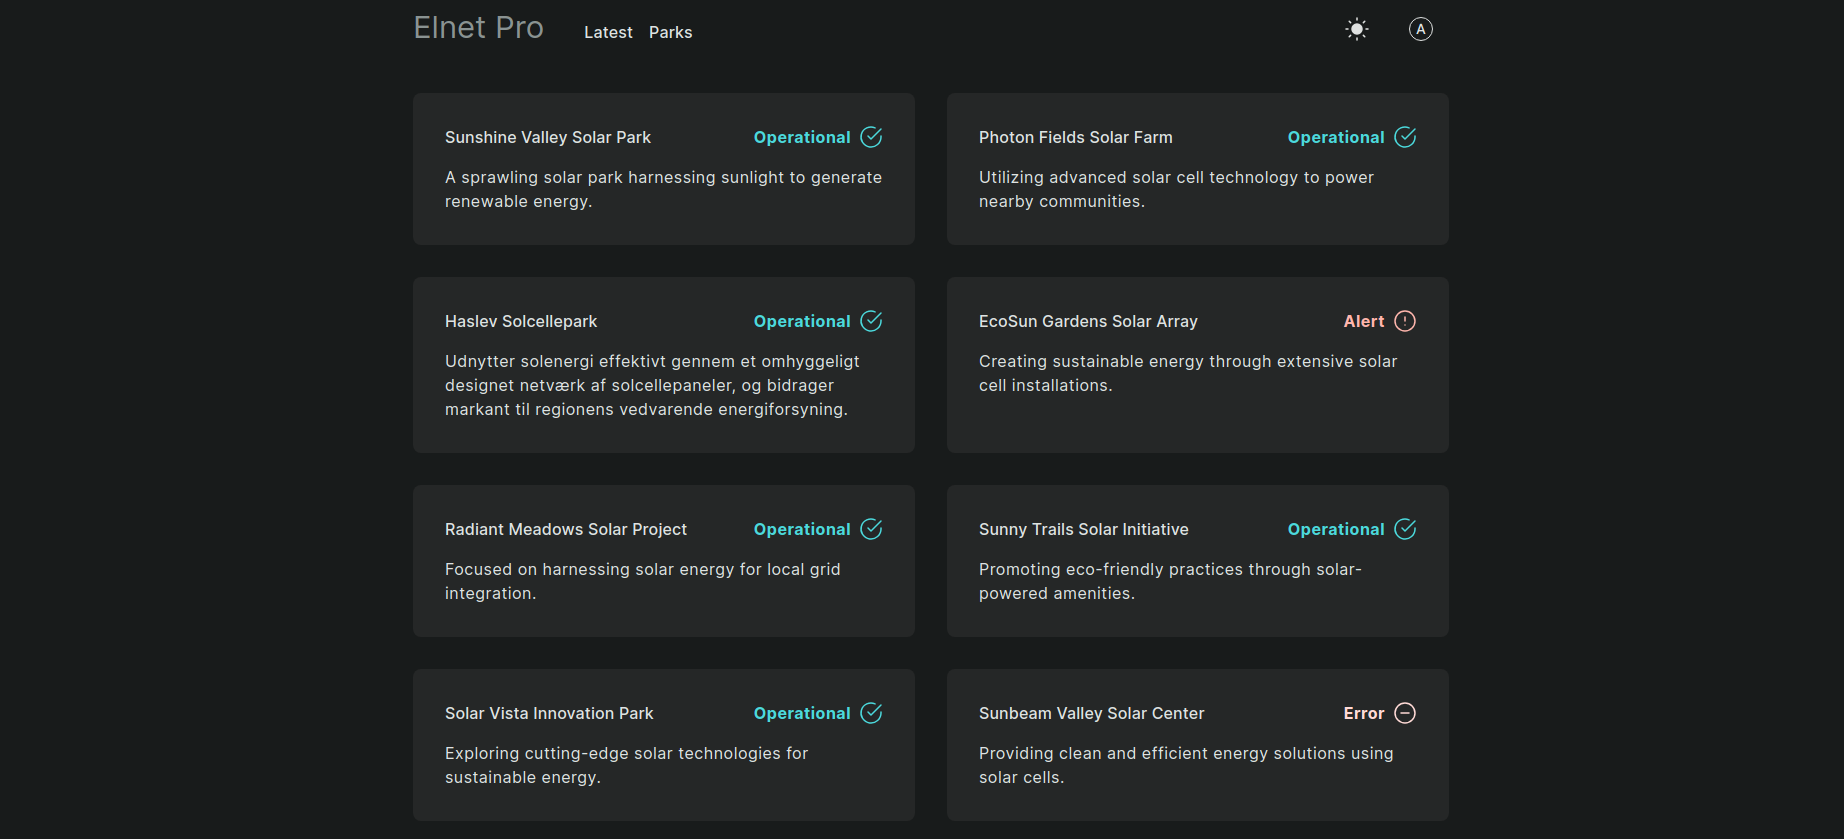 Elnet Pro
Latest Parks
A
Sunshine Valley Solar Park
Operational
A sprawling solar park harnessing sunlight to generate
renewable energy.
Photon Fields Solar Farm
Operational
Utilizing advanced solar cell technology to power
nearby communities.
Haslev Solcellepark
Operational
Udnytter solenergi effektivt gennem et omhyggeligt
designet netværk af solcellepaneler, og bidrager
markant til regionens vedvarende energiforsyning.
EcoSun Gardens Solar Array
Alert
Creating sustainable energy through extensive solar
cell installations.
Radiant Meadows Solar Project
Operational
Focused on harnessing solar energy for local grid
integration.
Sunny Trails Solar Initiative
Operational
Promoting eco-friendly practices through solar-
powered amenities.
Solar Vista Innovation Park
Operational
Exploring cutting-edge solar technologies for
sustainable energy.
Sunbeam Valley Solar Center
Error
Providing clean and efficient energy solutions using
solar cells.